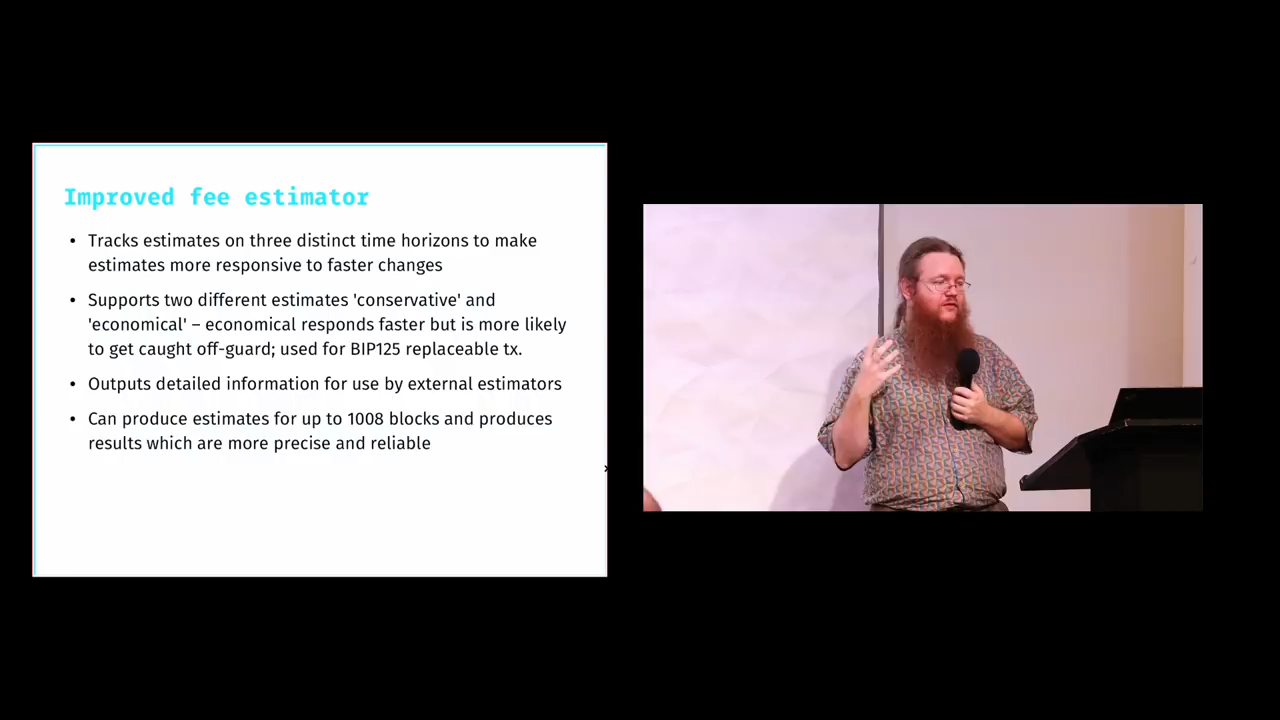 Improved fee estimator
• Tracks estimates on three distinct time horizons to make
estimates more responsive to faster changes
• Supports two different estimates 'conservative' and
'economical' – economical responds faster but is more likely
to get caught off-guard; used for BIP125 replaceable tx.
• Outputs detailed information for use by external estimators
• Can produce estimates for up to 1008 blocks and produces
results which are more precise and reliable